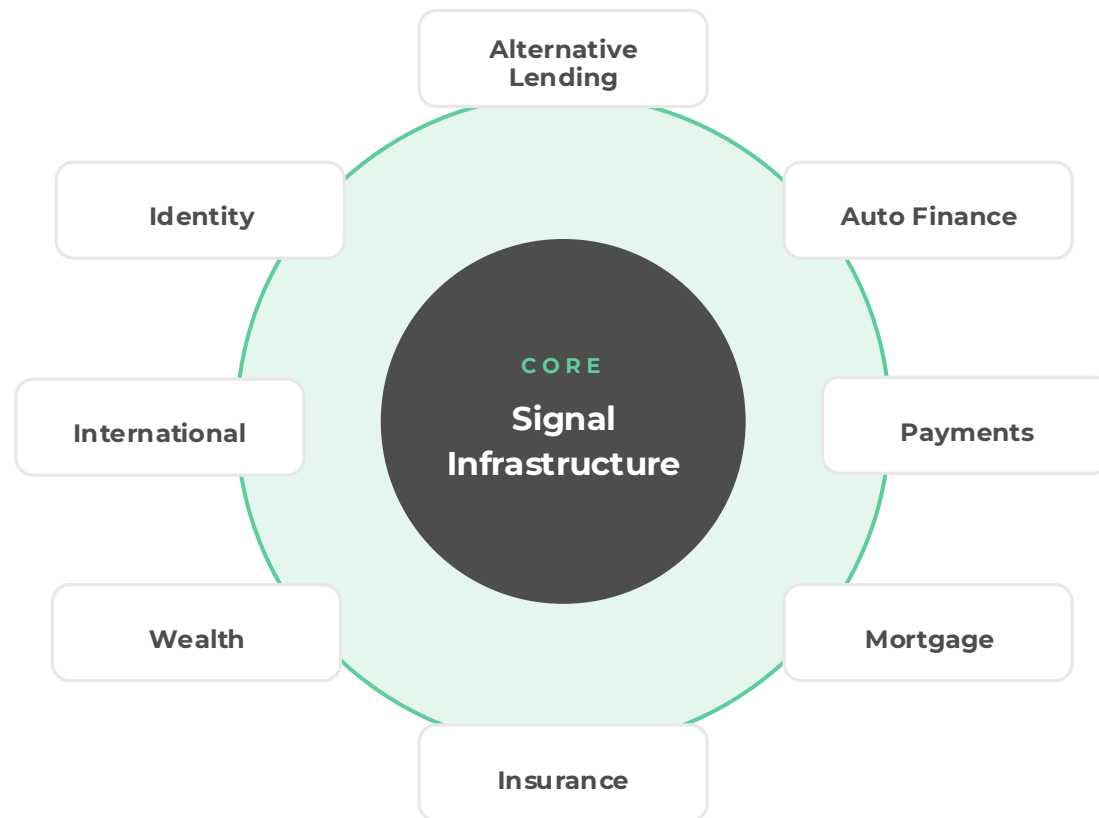 Alternative
Lending
Identity
Auto Finance
CORE
Signal
Infrastructure
International
Payments
Wealth
Mortgage
Insurance